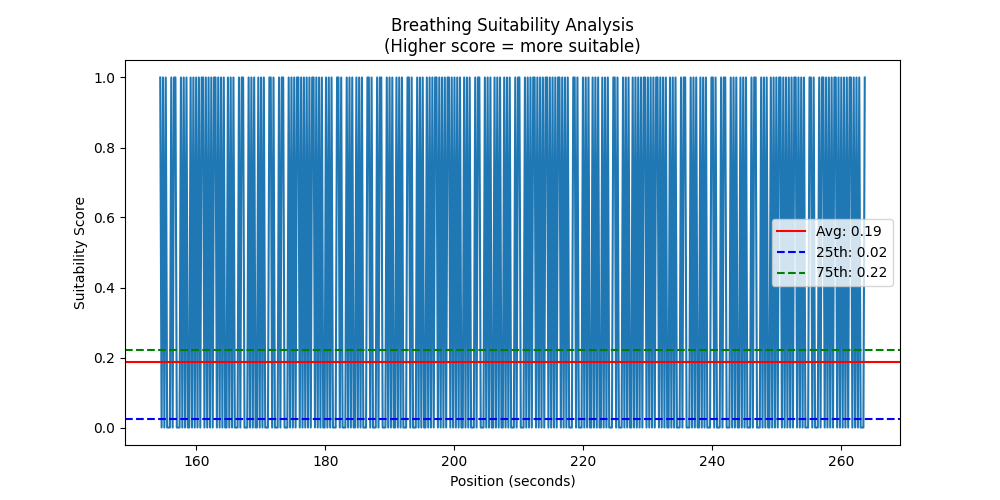 Breathing Suitability Analysis
(Higher score = more suitable)
Suitability Score
1.0
0.8
0.6
0.4
0.2
0.0
Avg: 0.19
25th: 0.02
75th: 0.22
160
180
200
220
240
260
Position (seconds)